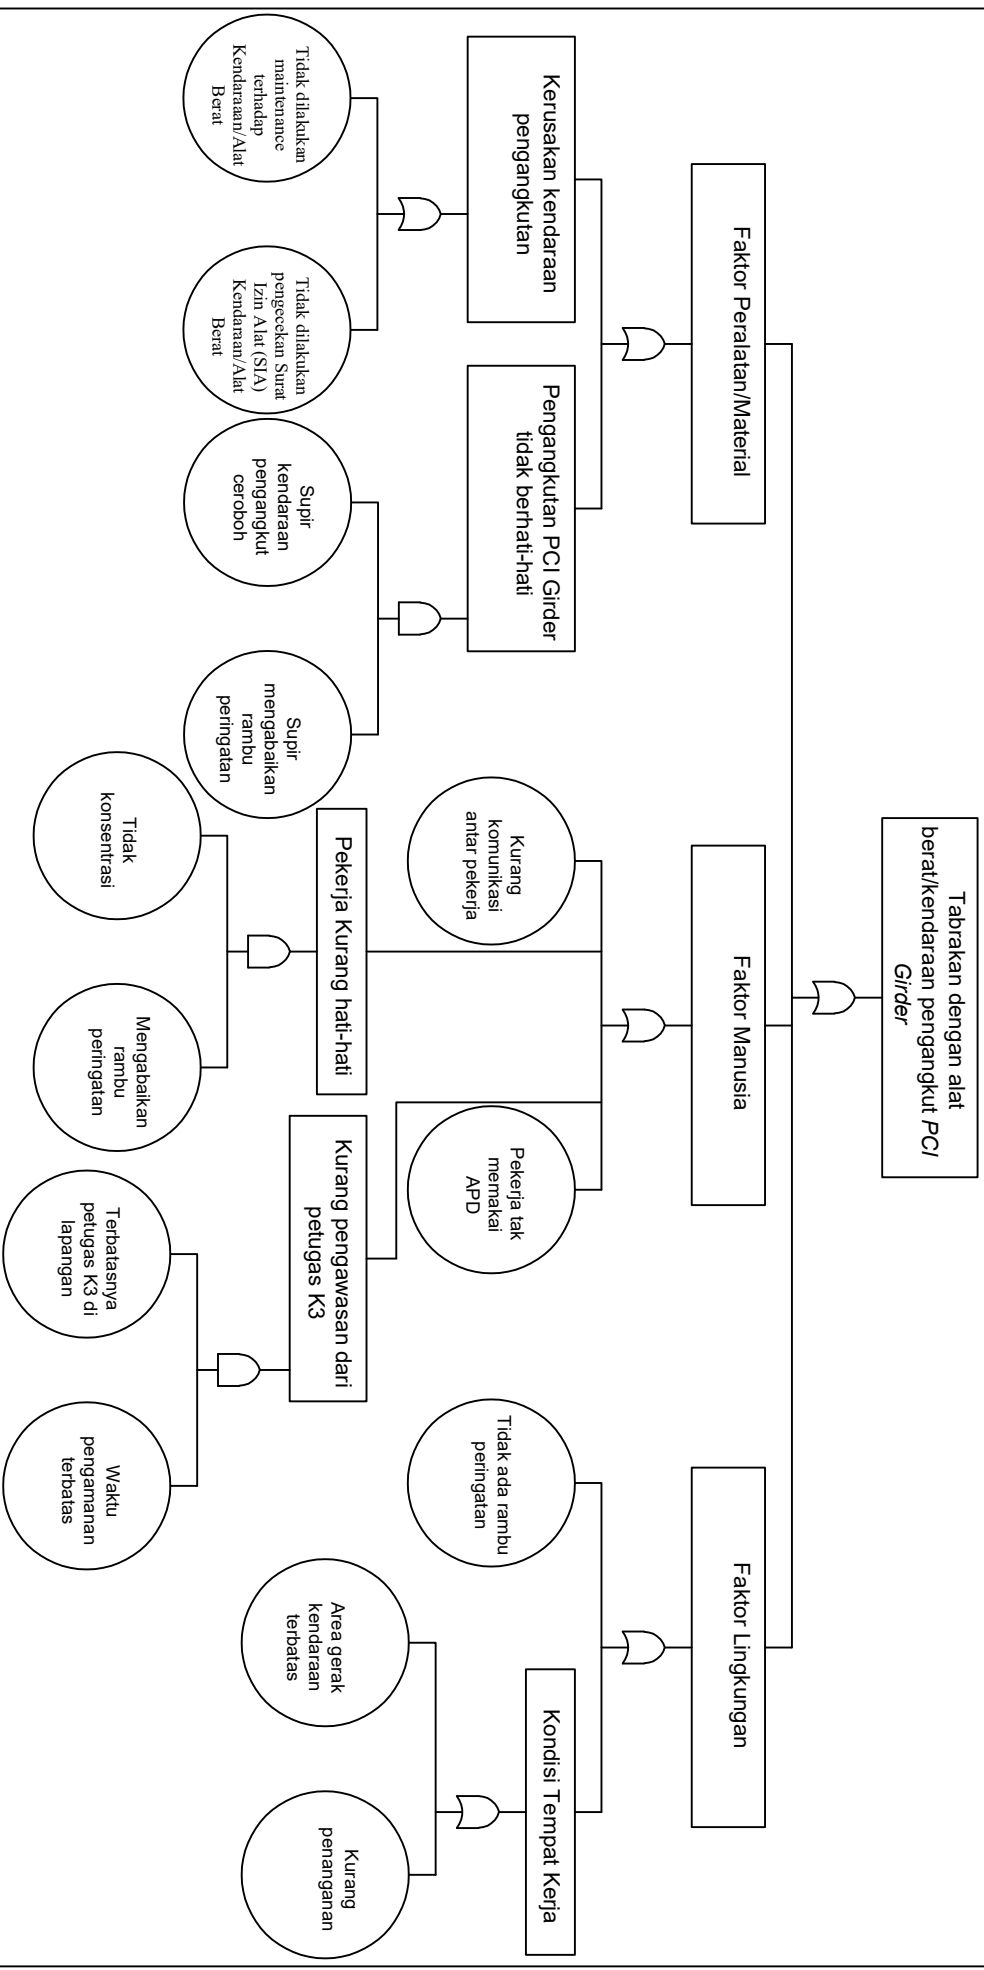 Tabrakan dengan alat
berat/kendaraan pengangkut PCI
Girder
Faktor Peralatan/Material
Faktor Manusia
Faktor Lingkungan
Kerusakan kendaraan
pengangkutan
Pengangkutan PCI Girder
tidak berhati-hati
Kurang
komunikasi
antar pekerja
Pekerja tak
memakai
APD
Tidak ada rambu
peringatan
Kondisi Tempat Kerja
Tidak dilakukan
maintenance
terhadap
Kendaraaan/Alat
Berat
Tidak dilakukan
pengecekan Surat
Izin Alat (SIA)
Kendaraan/Alat
Berat
Supir
kendaraan
pengangkut
ceroboh
Supir
mengabaikan
rambu
peringatan
Pekerja Kurang hati-hati
Kurang pengawasan dari
petugas K3
Area gerak
kendaraan
terbatas
Kurang
penanganan
Tidak
konsentrasi
Mengabaikan
rambu
peringatan
Terbatasnya
petugas K3 di
lapangan
Waktu
pengamanan
terbatas